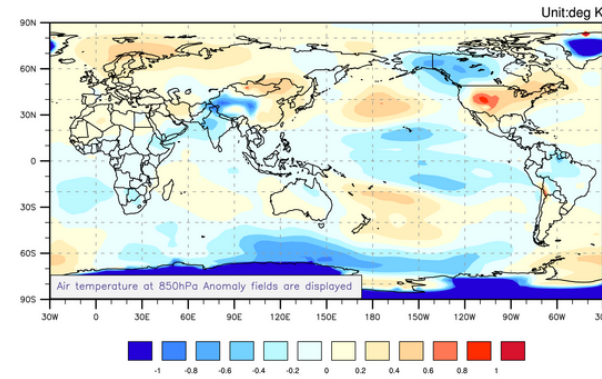 Unit:deg K
90N
60N
30N
0
30S
60S
90S
Air temperature at 850hPa Anomaly fields are displayed
30W 0 30E 60E 90E 120E 150E 180 150W 120W 90W 60W 30
-1 -0.8 -0.6 -0.4 -0.2 0 0.2 0.4 0.6 0.8 1